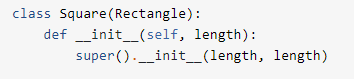 class Square(Rectangle):
    def __init__(self, length):
        super().__init__(length, length)